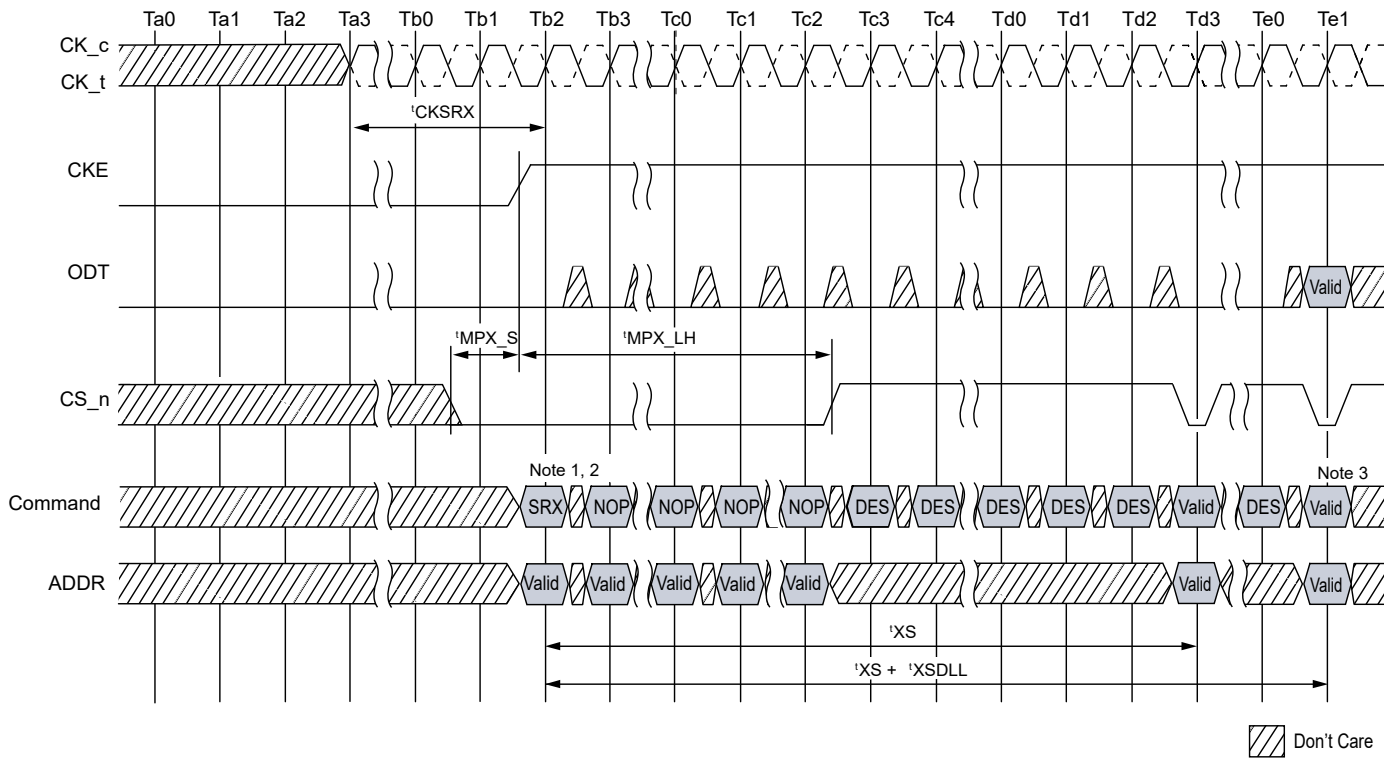 Ta0 Ta1 Ta2 Ta3 Tb0 Tb1 Tb2 Tb3 Tc0 Tc1 Tc2 Tc3 Tc4 Td0 Td1 Td2 Td3 Te0 Te1
CK_c
CK_t
tCKSRX
CKE
ODT
Valid
tMPX_S tMPX_LH
CS_n
Note 1, 2 Note 3
Command SRX NOP NOP NOP NOP DES DES DES DES DES Valid DES Valid
ADDR Valid Valid Valid Valid Valid Valid Valid
tXS
tXS + tXSDLL
Don't Care